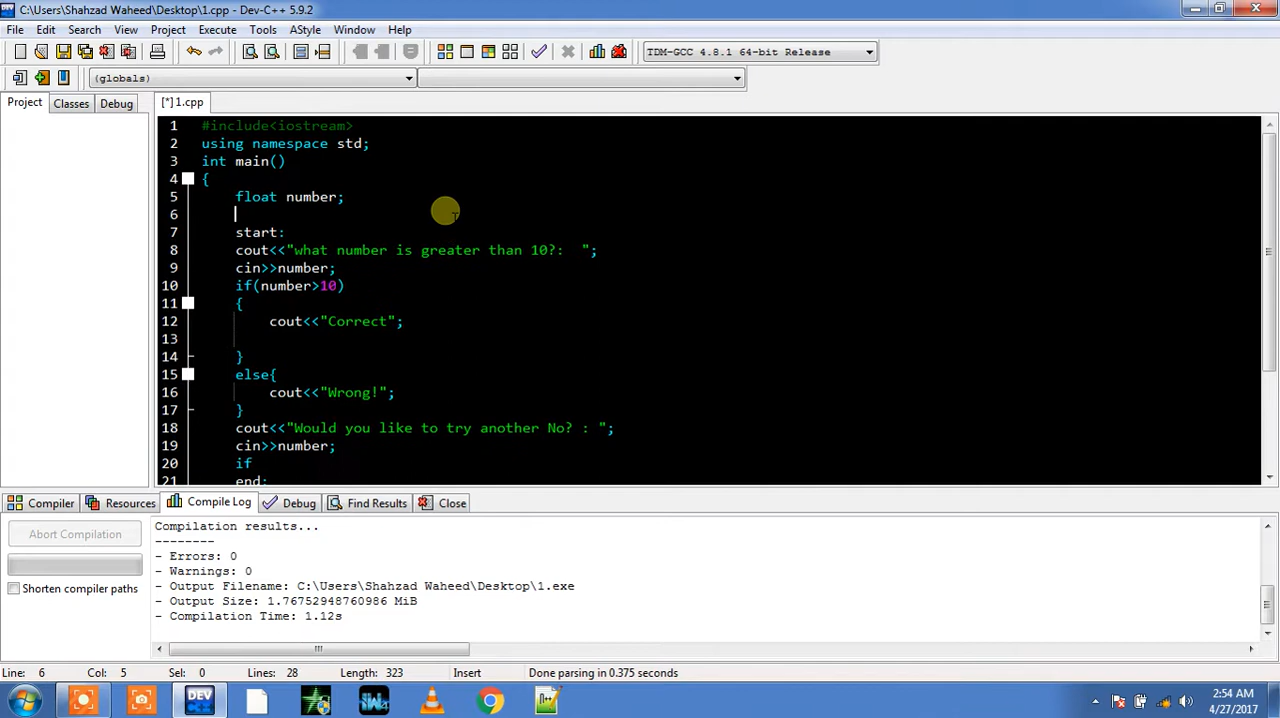 C:\Users\Shahzad Waheed\Desktop\1.cpp - Dev-C++ 5.9.2
File Edit Search View Project Execute Tools AStyle Window Help
TDM-GCC 4.8.1 64-bit Release
(globals)
Project Classes Debug [*] 1.cpp
1 #include<iostream>
2 using namespace std;
3 int main()
4 {
5 float number;
6
7 start:
8 cout<<"what number is greater than 10?:  ";
9 cin>>number;
10 if(number>10)
11 {
12 cout<<"Correct";
13
14 }
15 else{
16 cout<<"Wrong!";
17 }
18 cout<<"Would you like to try another No? : ";
19 cin>>number;
20 if
21 end:
Compiler Resources Compile Log Debug Find Results Close
Abort Compilation
Shorten compiler paths
Compilation results...
--------
- Errors: 0
- Warnings: 0
- Output Filename: C:\Users\Shahzad Waheed\Desktop\1.exe
- Output Size: 1.76752948760986 MiB
- Compilation Time: 1.12s
Line: 6 Col: 5 Sel: 0 Lines: 28 Length: 323 Insert Done parsing in 0.375 seconds
DEV
2:54 AM
4/27/2017